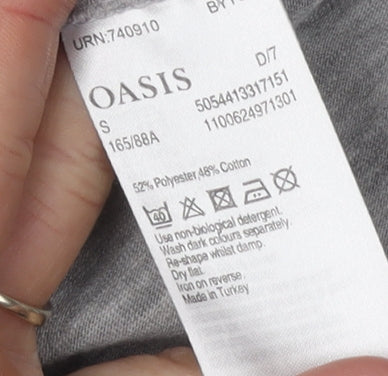 URN:740910
OASIS
D/7
S
5054413317151
165/88A
1100624971301
52% Polyester 48% Cotton
40
Use non-biological detergent.
Wash dark colours separately.
Re-shape whilst damp.
Dry flat.
Iron on reverse.
Made in Turkey